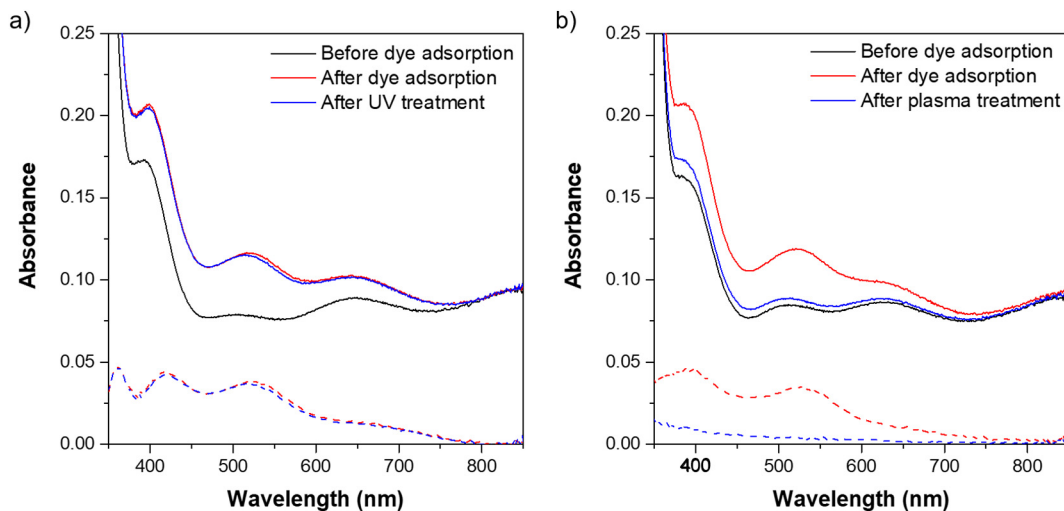 a)
0.25
0.20
0.15
0.10
0.05
0.00
Absorbance
Before dye adsorption
After dye adsorption
After UV treatment
400 500 600 700 800
Wavelength (nm)
b)
0.25
0.20
0.15
0.10
0.05
0.00
Absorbance
Before dye adsorption
After dye adsorption
After plasma treatment
400 500 600 700 800
Wavelength (nm)